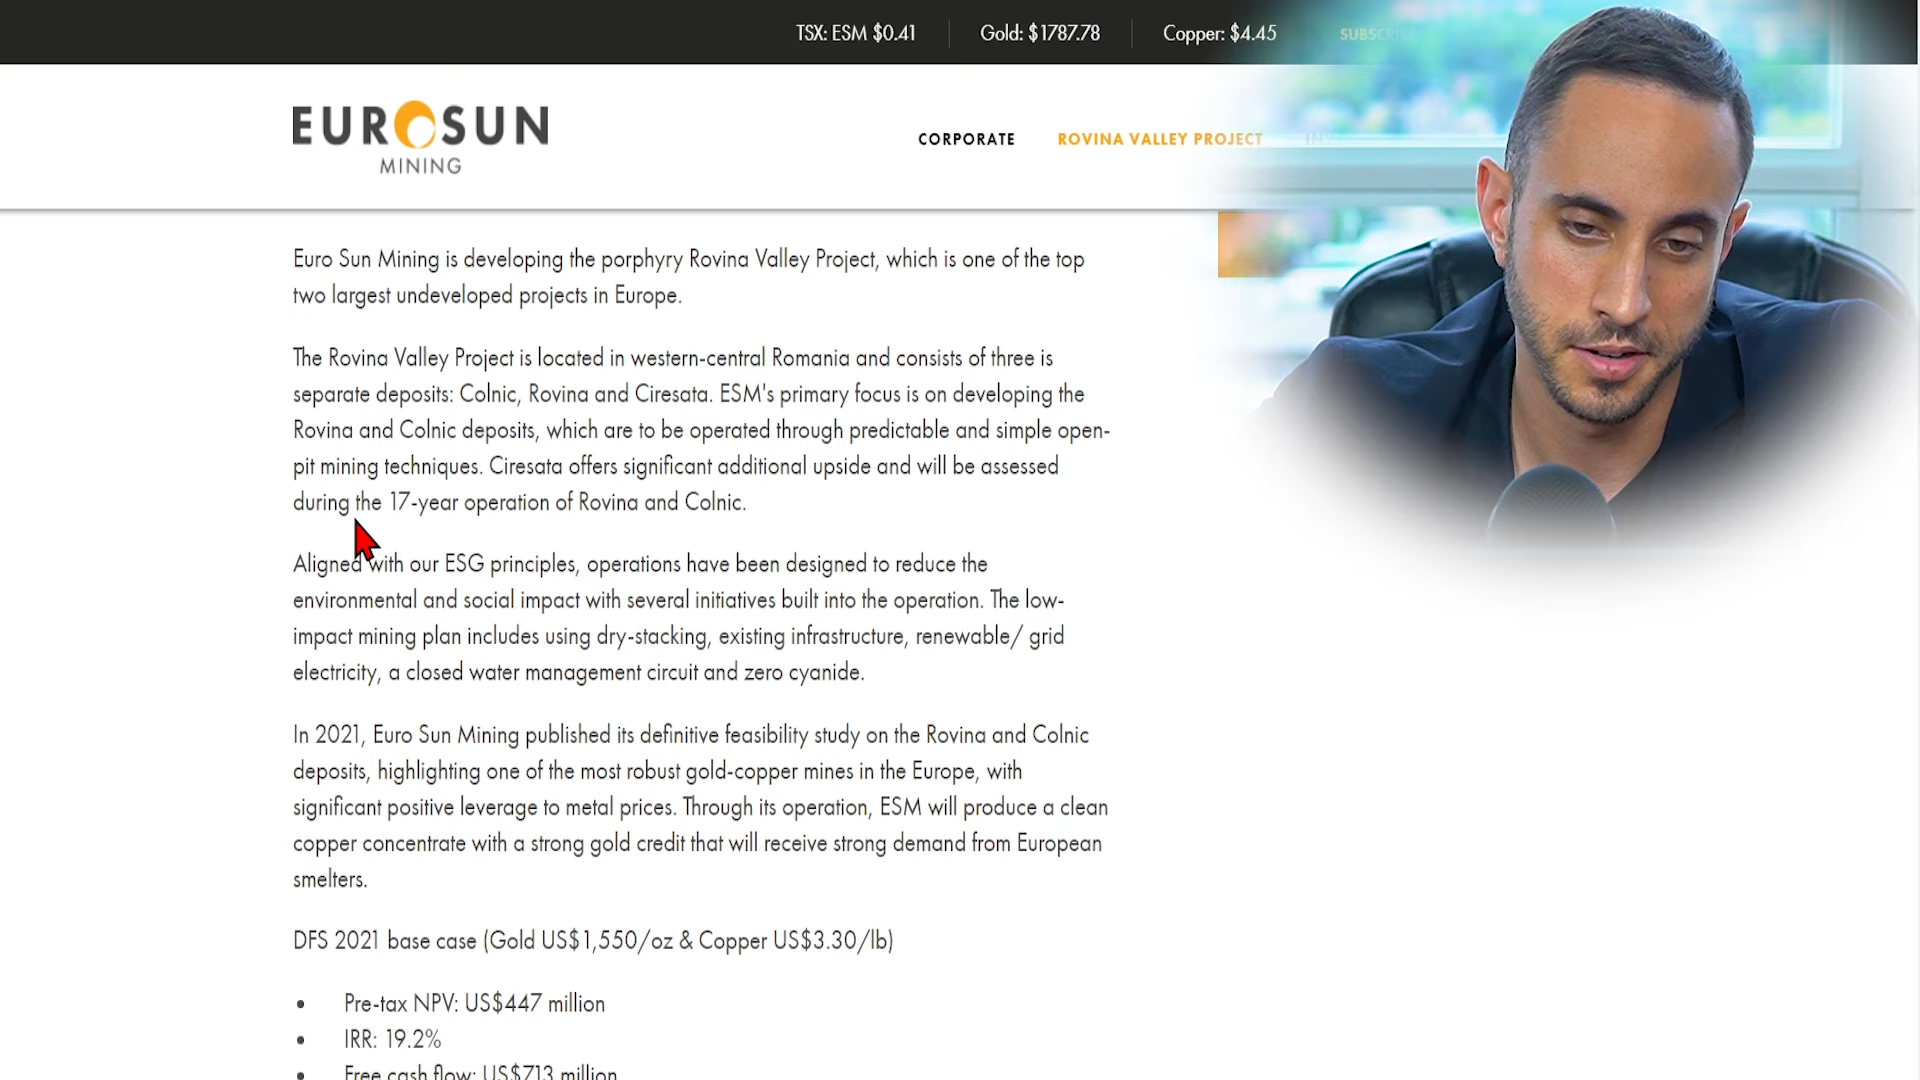 TSX: ESM $0.41
Gold: $1787.78
Copper: $4.45
SUBSCRIBE
EUROSUN
MINING
CORPORATE
ROVINA VALLEY PROJECT
Euro Sun Mining is developing the porphyry Rovina Valley Project, which is one of the top
two largest undeveloped projects in Europe.
The Rovina Valley Project is located in western-central Romania and consists of three is
separate deposits: Colnic, Rovina and Ciresata. ESM's primary focus is on developing the
Rovina and Colnic deposits, which are to be operated through predictable and simple open-
pit mining techniques. Ciresata offers significant additional upside and will be assessed
during the 17-year operation of Rovina and Colnic.
Aligned with our ESG principles, operations have been designed to reduce the
environmental and social impact with several initiatives built into the operation. The low-
impact mining plan includes using dry-stacking, existing infrastructure, renewable/ grid
electricity, a closed water management circuit and zero cyanide.
In 2021, Euro Sun Mining published its definitive feasibility study on the Rovina and Colnic
deposits, highlighting one of the most robust gold-copper mines in the Europe, with
significant positive leverage to metal prices. Through its operation, ESM will produce a clean
copper concentrate with a strong gold credit that will receive strong demand from European
smelters.
DFS 2021 base case (Gold US$1,550/oz & Copper US$3.30/lb)
• Pre-tax NPV: US$447 million
• IRR: 19.2%
• Free cash flow: US$713 million